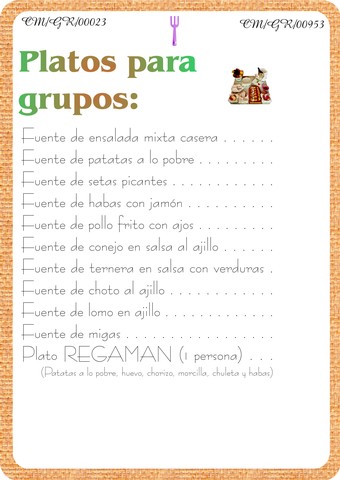 CM/GR/00023
CM/GR/00953
Platos para
grupos:
Fuente de ensalada mixta casera . . . . . .
Fuente de patatas a lo pobre . . . . . . . . .
Fuente de setas picantes . . . . . . . . . . . .
Fuente de habas con jamón . . . . . . . . . .
Fuente de pollo frito con ajos . . . . . . . . .
Fuente de conejo en salsa al ajillo . . . . . .
Fuente de ternera en salsa con verduras .
Fuente de choto al ajillo . . . . . . . . . . . . .
Fuente de lomo en ajillo . . . . . . . . . . . . .
Fuente de migas . . . . . . . . . . . . . . . . . .
Plato REGAMAN (1 persona) . . .
(Patatas a lo pobre, huevo, chorizo, morcilla, chuleta y habas)